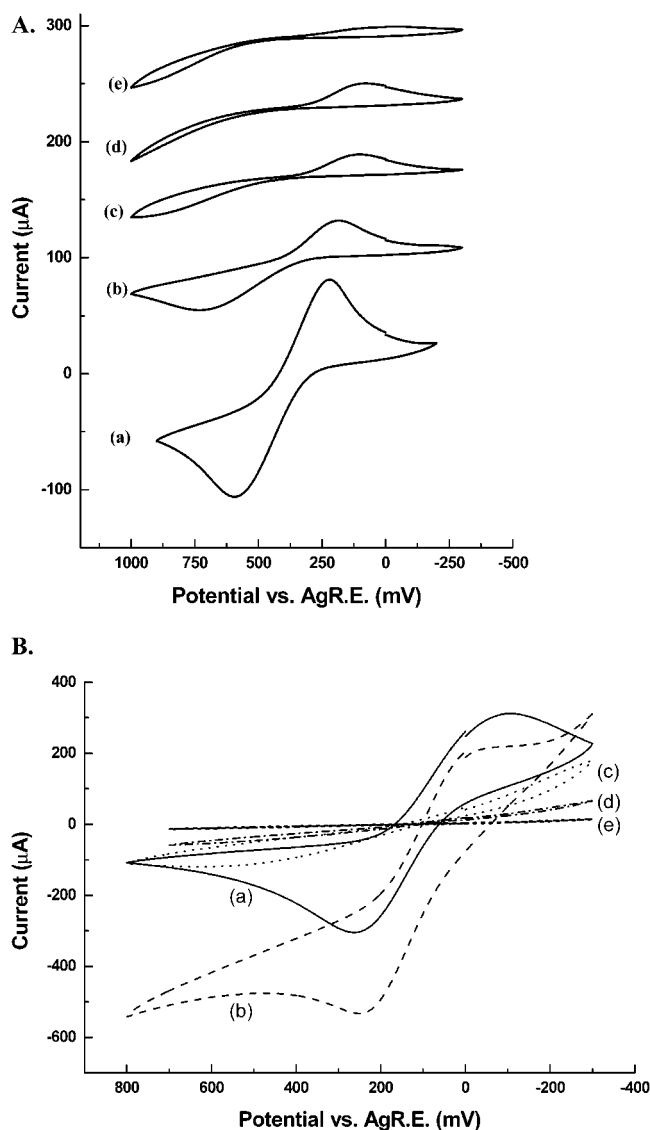 A.
300
(e)
(d)
200
(c)
100
(b)
0
(a)
-100
1000 750 500 250 0 -250 -500
Current (μA)
Potential vs. AgR.E. (mV)
B.
400
200
(c)
(d)
0
(e)
(a)
-200
-400
(b)
-600
800 600 400 200 0 -200 -400
Current (μA)
Potential vs. AgR.E. (mV)